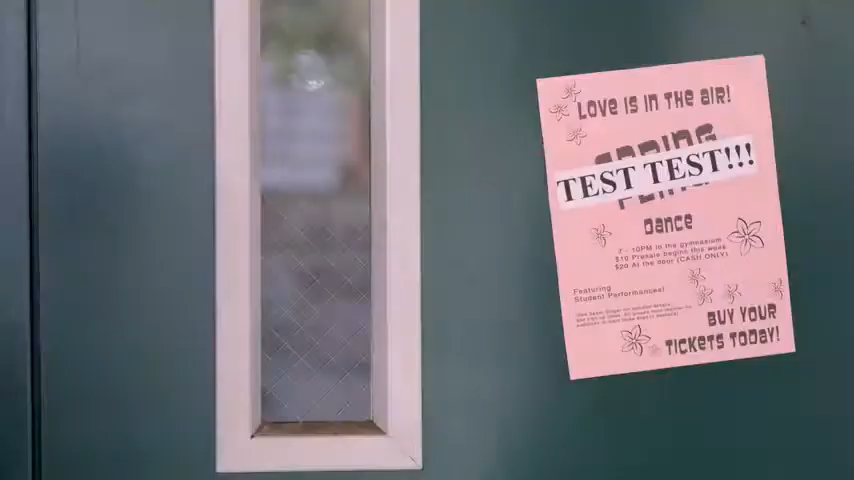 LOVE IS IN THE AIR!
SPRING
TEST TEST!!!
DANCE
7 - 10PM in the gymnasium
$10 Presale begins this week
$20 At the door (CASH ONLY)
Featuring
Student Performances!
BUY YOUR
TICKETS TODAY!